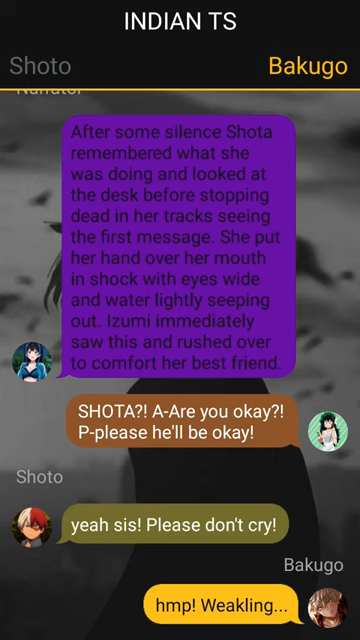 INDIAN TS
Shoto Bakugo
Narrator
After some silence Shota
remembered what she
was doing and looked at
the desk before stopping
dead in her tracks seeing
the first message. She put
her hand over her mouth
in shock with eyes wide
and water lightly seeping
out. Izumi immediately
saw this and rushed over
to comfort her best friend.
SHOTA?! A-Are you okay?!
P-please he'll be okay!
Shoto
yeah sis! Please don't cry!
Bakugo
hmp! Weakling...